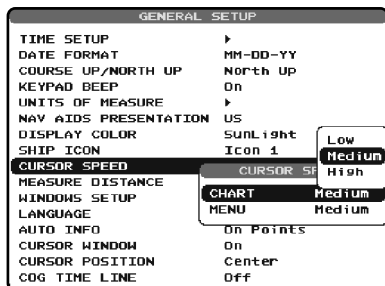 GENERAL SETUP
TIME SETUP
DATE FORMAT MM-DD-YY
COURSE UP/NORTH UP North Up
KEYPAD BEEP On
UNITS OF MEASURE
NAV AIDS PRESENTATION US
DISPLAY COLOR SunLight
SHIP ICON Icon 1
CURSOR SPEED
MEASURE DISTANCE
WINDOWS SETUP
LANGUAGE
AUTO INFO On Points
CURSOR WINDOW On
CURSOR POSITION Center
COG TIME LINE Off
CURSOR
CHART Medium
MENU Medium
Low
Medium
High